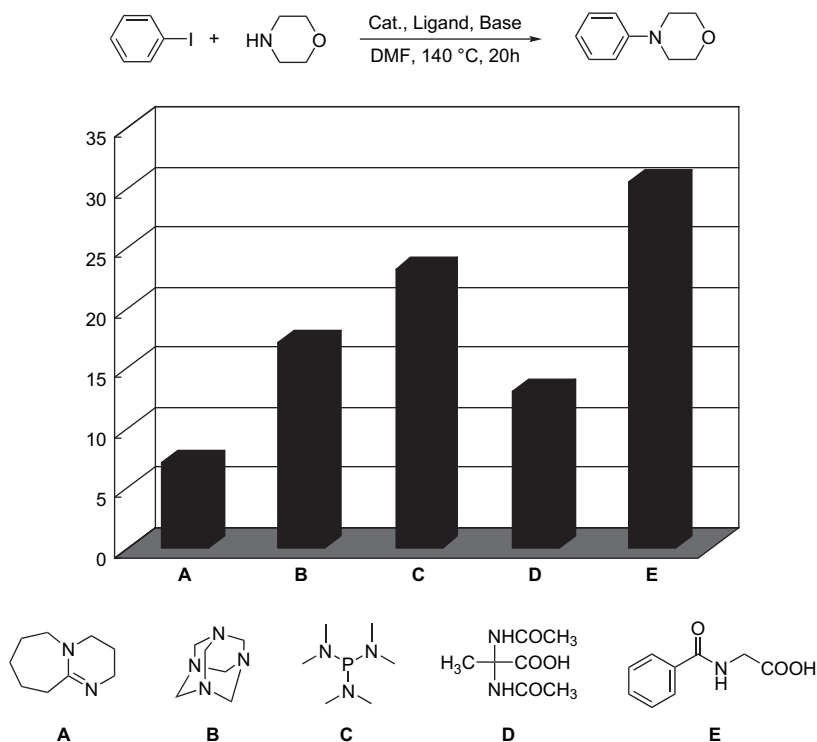 I + HN O Cat., Ligand, Base N O
DMF, 140 °C, 20h
35
30
25
20
15
10
5
0
A B C D E
N N
N N N N
N P N N
NHCOCH3
H3C COOH
NHCOCH3
O
N H COOH
A B C D E